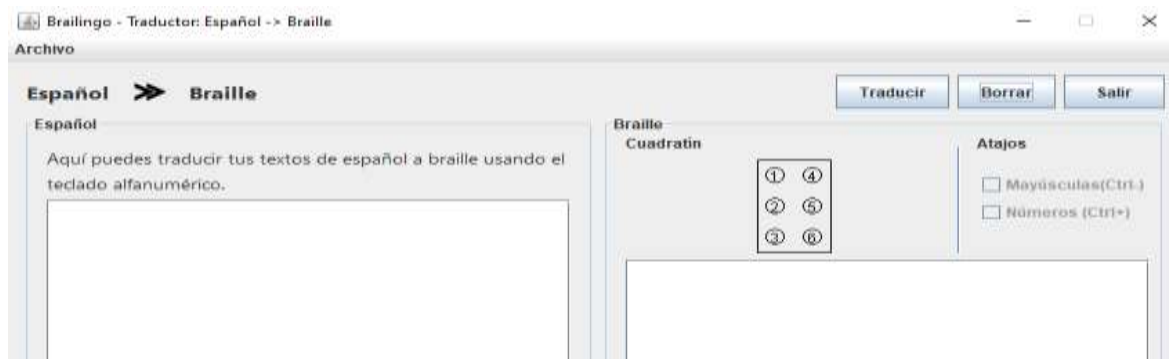 Brailingo - Traductor: Español -> Braille
Archivo
Español >> Braille
Traducir Borrar Salir
Español
Aquí puedes traducir tus textos de español a braille usando el
teclado alfanumérico.
Braille
Cuadratín
① ④
② ⑤
③ ⑥
Atajos
Mayúsculas(Ctrl-)
Números (Ctrl+)